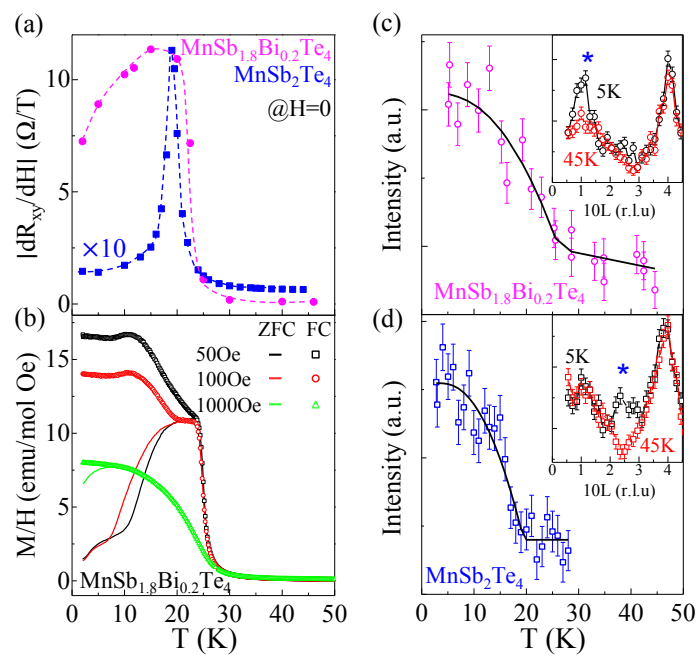 (a)
MnSb1.8Bi0.2Te4
MnSb2Te4
@H=0
×10
|dRxy/dH| (Ω/T)
10
5
0
(b)
ZFC FC
50Oe
100Oe
1000Oe
M/H (emu/mol Oe)
15
10
5
0
MnSb1.8Bi0.2Te4
0 10 20 30 40 50
T (K)
(c)
*
5K
45K
0 1 2 3 4
10L (r.l.u)
Intensity (a.u.)
MnSb1.8Bi0.2Te4
(d)
5K
*
45K
0 1 2 3 4
10L (r.l.u)
Intensity (a.u.)
MnSb2Te4
0 10 20 30 40 50
T (K)